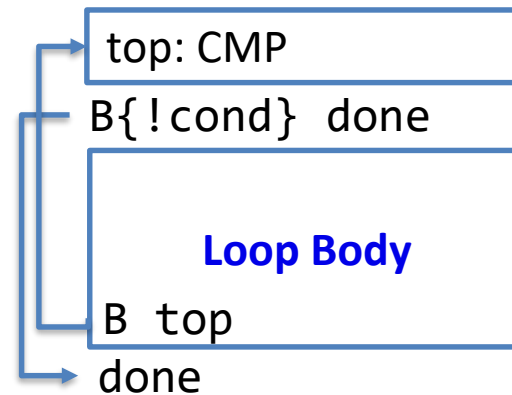 top: CMP
B{!cond} done
Loop Body
B top
done